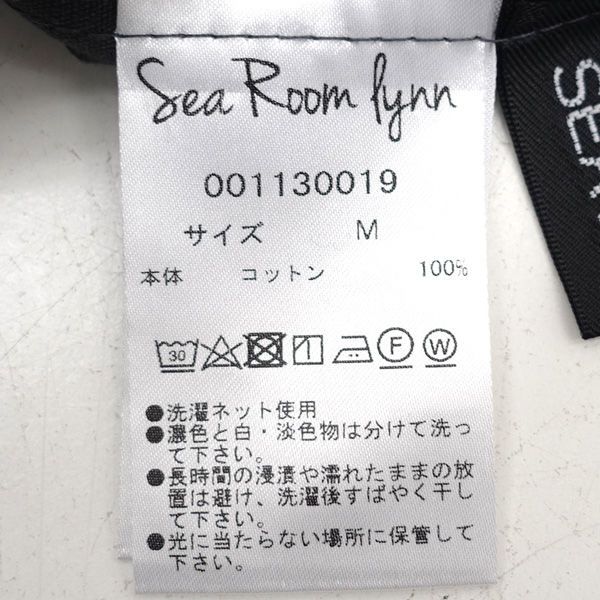 Sea Room lynn
001130019
サイズ M
本体 コットン 100%
30 F W
●洗濯ネット使用
●濃色と白・淡色物は分けて洗っ
て下さい。
●長時間の浸漬や濡れたままの放
置は避け、洗濯後すばやく干し
て下さい。
●光に当たらない場所に保管して
下さい。